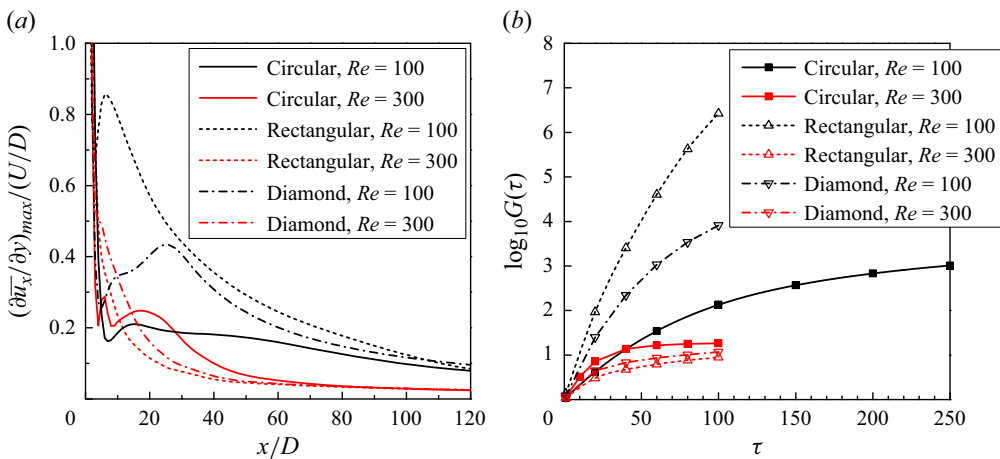 (a)
1.0
0.8
0.6
0.4
0.2
0
20
40
60
80
100
120
x/D
(∂u̅ₓ/∂y)max/(U/D)
Circular, Re = 100
Circular, Re = 300
Rectangular, Re = 100
Rectangular, Re = 300
Diamond, Re = 100
Diamond, Re = 300
(b)
8
7
6
5
4
3
2
1
0
50
100
150
200
250
τ
log₁₀G(τ)
Circular, Re = 100
Circular, Re = 300
Rectangular, Re = 100
Rectangular, Re = 300
Diamond, Re = 100
Diamond, Re = 300